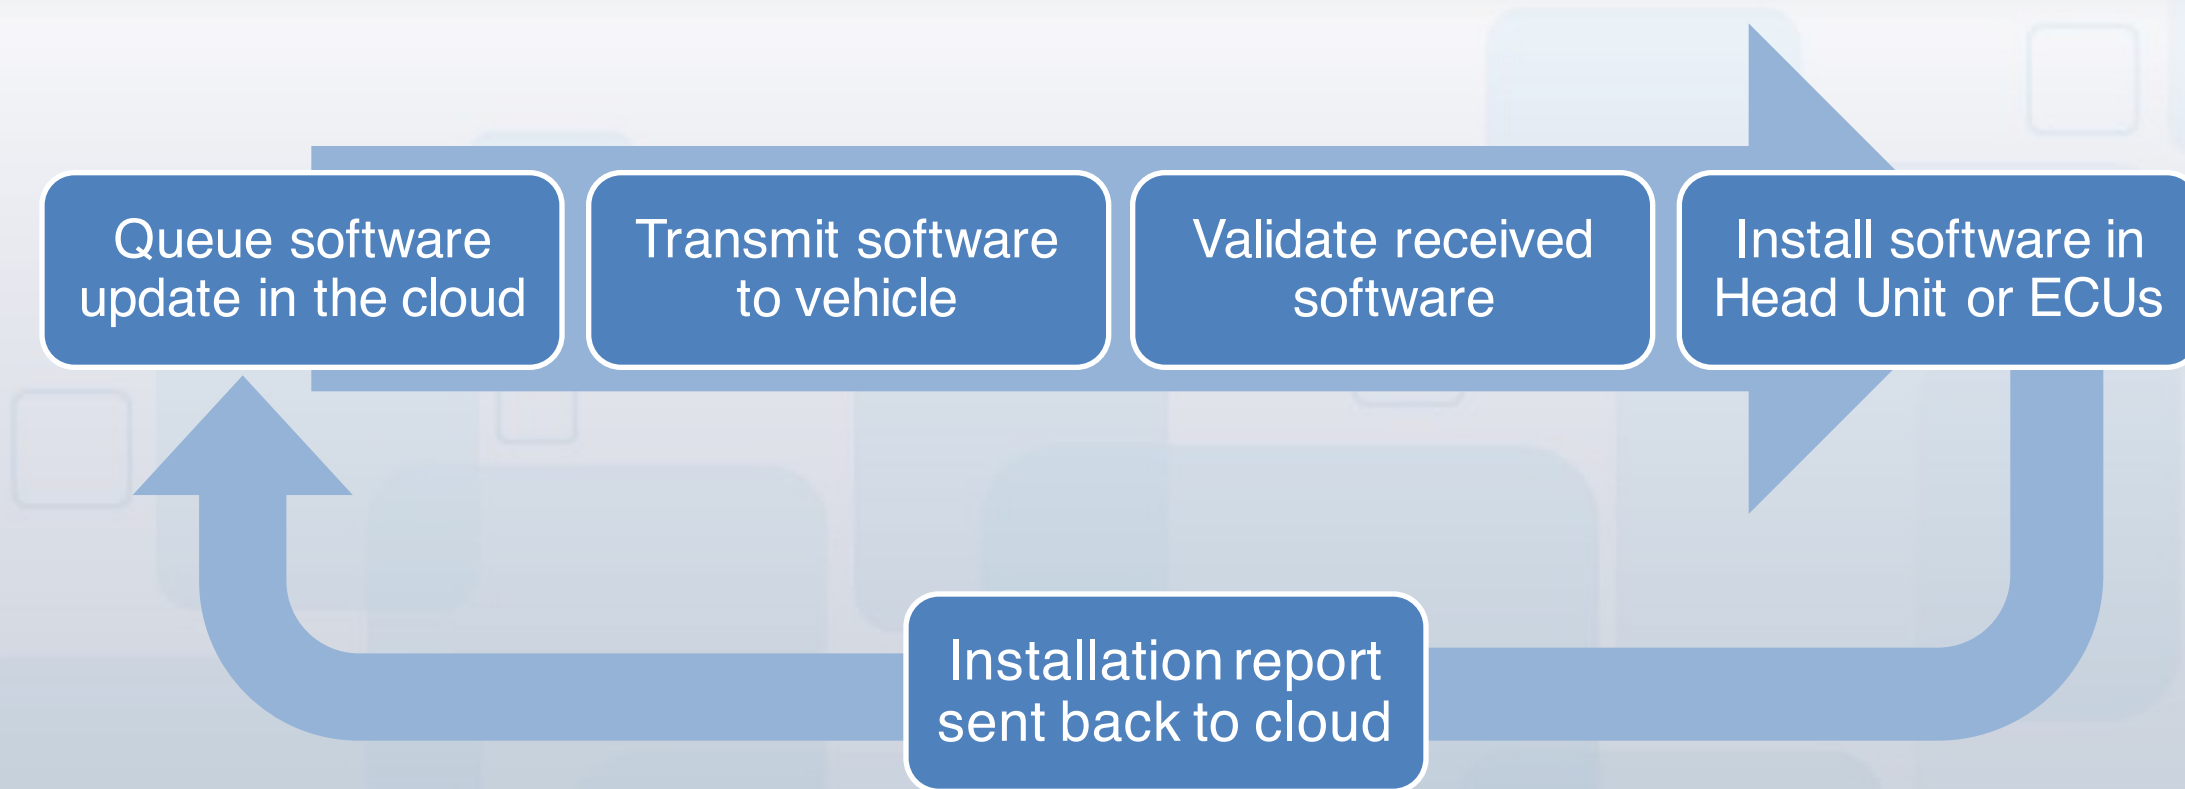 Queue software
update in the cloud
Transmit software
to vehicle
Validate received
software
Install software in
Head Unit or ECUs
Installation report
sent back to cloud